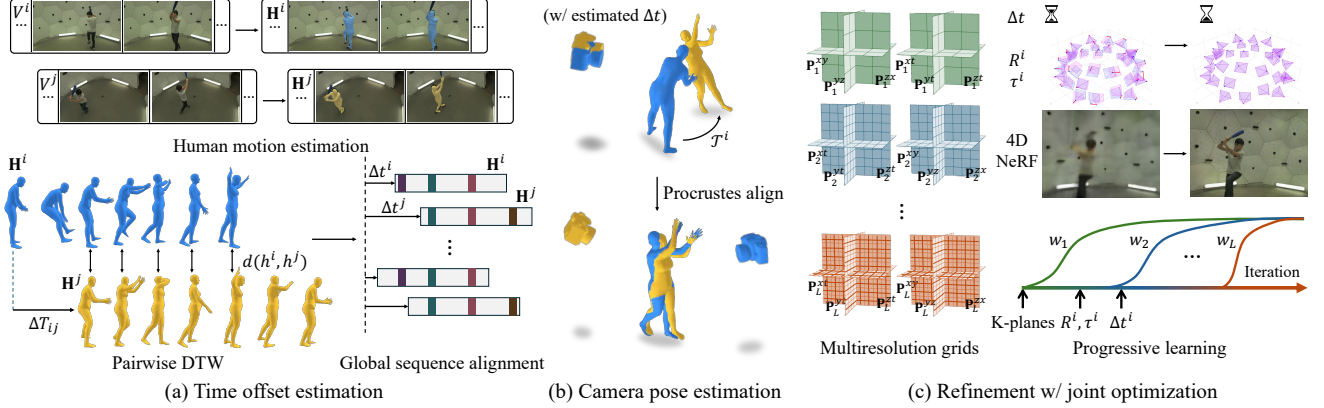 V^i
...
...
H^i
...
...
V^j
...
...
H^j
...
...
Human motion estimation
H^i
H^j
d(h^i, h^j)
ΔT_{ij}
Pairwise DTW
Δt^i
H^i
Δt^j
H^j
⋮
Global sequence alignment
(a) Time offset estimation
(w/ estimated Δt)
𝒯^i
Procrustes align
(b) Camera pose estimation
P_1^{xy} P_1^{yz} P_1^{zx} P_1^{xt} P_1^{yt} P_1^{zt}
P_2^{xt} P_2^{yt} P_2^{zt} P_2^{xy} P_2^{yz} P_2^{zx}
⋮
P_L^{xt} P_L^{yt} P_L^{zt} P_L^{xy} P_L^{yz} P_L^{zx}
Multiresolution grids
Δt
R^i
τ^i
4D
NeRF
w_1 w_2 ... w_L
Iteration
K-planes R^i, τ^i Δt^i
Progressive learning
(c) Refinement w/ joint optimization